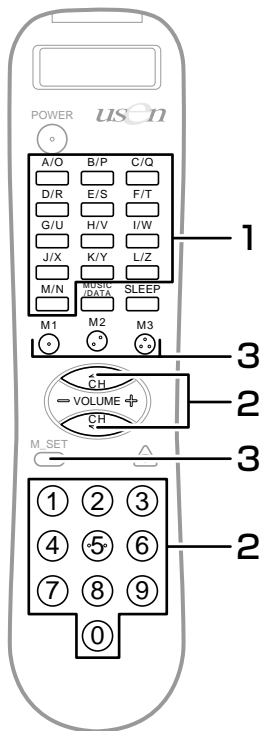 POWER usen
A/O B/P C/Q
D/R E/S F/T
G/U H/V I/W
1
J/X K/Y L/Z
M/N MUSIC SLEEP
/DATA
M1 M2 M3
3
CH
2
VOLUME
CH
M_SET
3
1 2 3
4 5 6
2
7 8 9
0